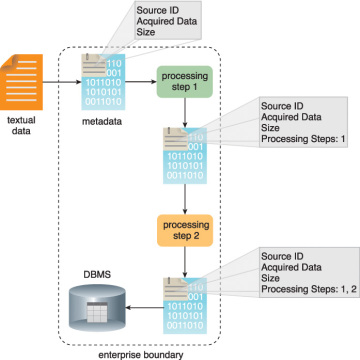 Source ID
Acquired Data
Size
110
001
1011010
1010101
0011010
textual
data
metadata
processing
step 1
Source ID
Acquired Data
Size
Processing Steps: 1
110
001
1011010
1010101
0011010
processing
step 2
Source ID
Acquired Data
Size
Processing Steps: 1, 2
DBMS
110
001
1011010
1010101
0011010
enterprise boundary